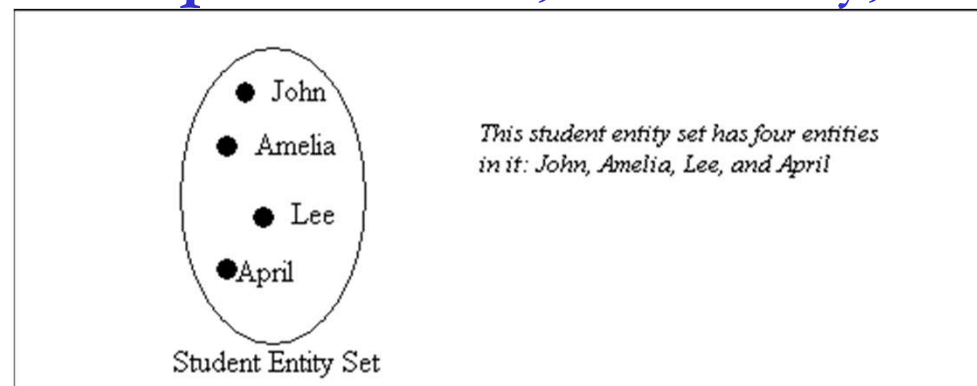 John
Amelia
Lee
April
Student Entity Set
This student entity set has four entities
in it: John, Amelia, Lee, and April